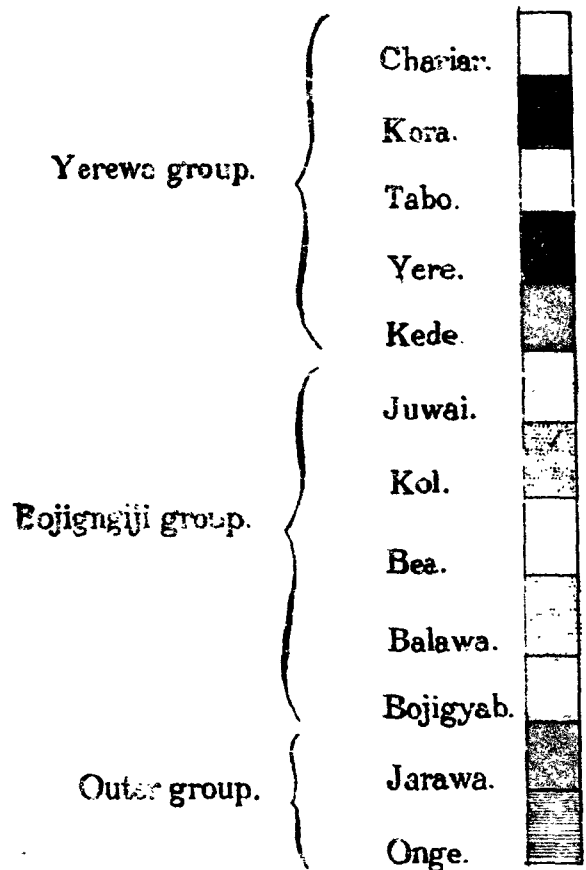 Chariar.
Kora.
Yerewa group.
Tabo.
Yere.
Kede.
Juwai.
Kol.
Bojigngiji group.
Bea.
Balawa.
Bojigyab.
Outer group.
Jarawa.
Onge.